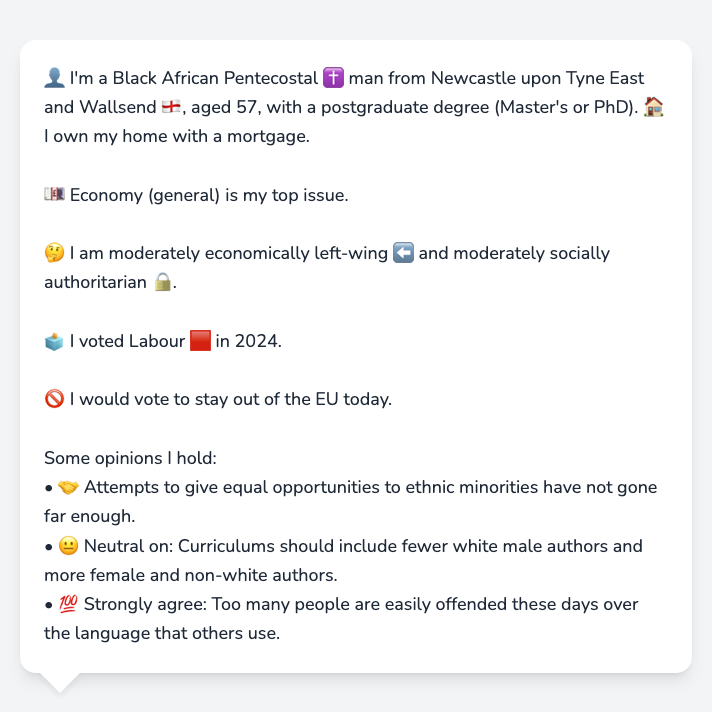 👤 I'm a Black African Pentecostal ✝️ man from Newcastle upon Tyne East
and Wallsend 🏴󠁧󠁢󠁥󠁮󠁧󠁿, aged 57, with a postgraduate degree (Master's or PhD). 🏠
I own my home with a mortgage.
💷 Economy (general) is my top issue.
🤔 I am moderately economically left-wing ⬅️ and moderately socially
authoritarian 🔒.
🗳️ I voted Labour 🟥 in 2024.
🚫 I would vote to stay out of the EU today.
Some opinions I hold:
• 🤝 Attempts to give equal opportunities to ethnic minorities have not gone
far enough.
• 😐 Neutral on: Curriculums should include fewer white male authors and
more female and non-white authors.
• 💯 Strongly agree: Too many people are easily offended these days over
the language that others use.